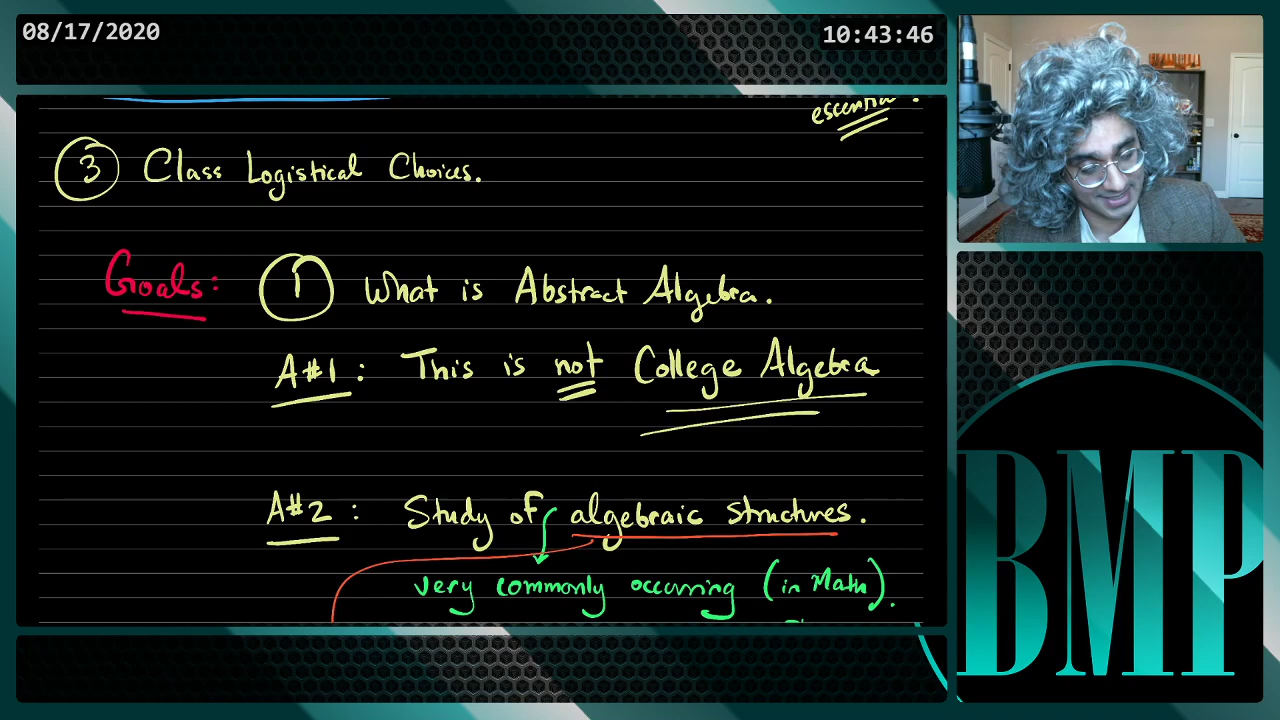 08/17/2020
10:43:46
③ Class Logistical Choices.
Goals: ① What is Abstract Algebra.
A#1: This is not College Algebra
A#2: Study of algebraic structures.
very commonly occurring (in Math).
BMP